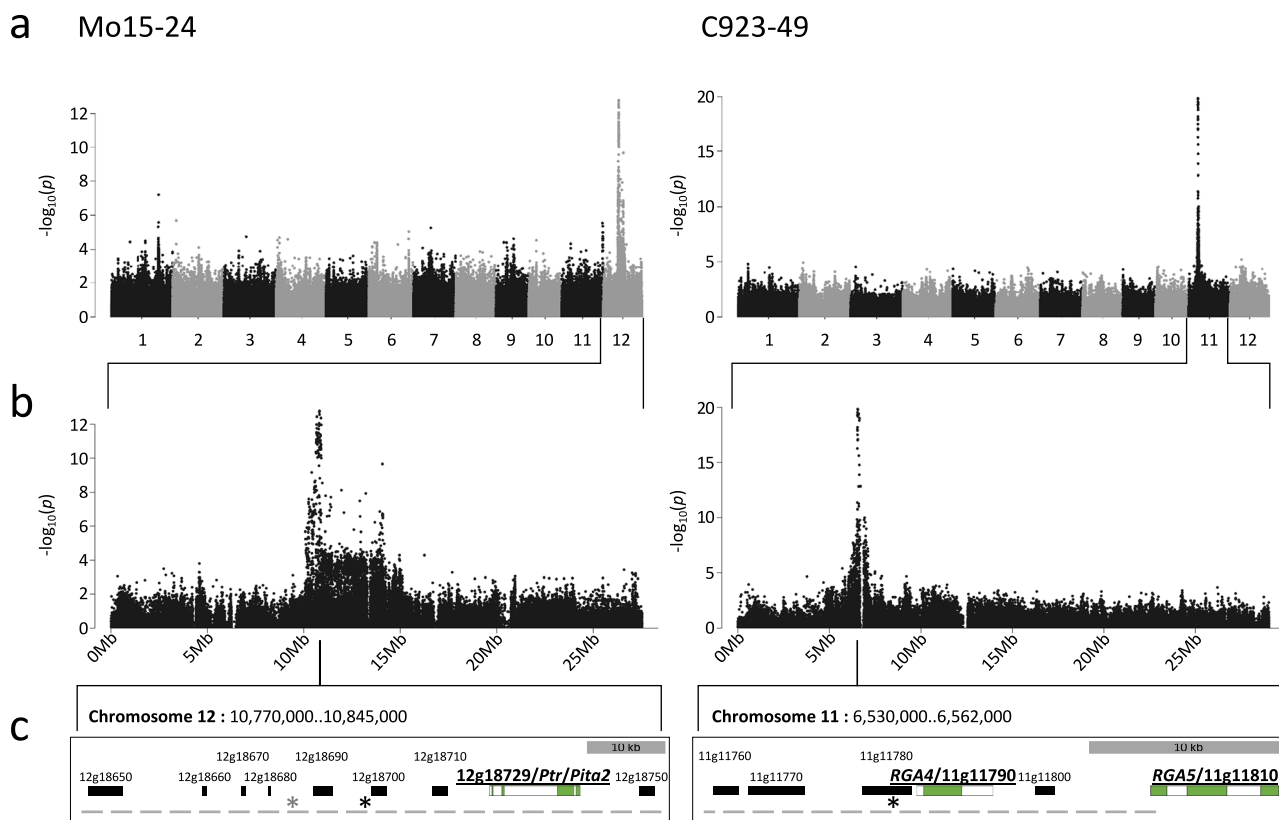 a Mo15-24 C923-49
-log10(p)
12
10
8
6
4
2
0
1 2 3 4 5 6 7 8 9 10 11 12
-log10(p)
20
15
10
5
0
1 2 3 4 5 6 7 8 9 10 11 12
b
-log10(p)
12
10
8
6
4
2
0
0Mb 5Mb 10Mb 15Mb 20Mb 25Mb
-log10(p)
20
15
10
5
0
0Mb 5Mb 10Mb 15Mb 20Mb 25Mb
Chromosome 12 : 10,770,000..10,845,000
Chromosome 11 : 6,530,000..6,562,000
c
10 kb
12g18670 12g18690 12g18710
12g18650 12g18660 12g18680 12g18700 12g18729/Ptr/Pita2 12g18750
* *
10 kb
11g11760 11g11780
11g11770 RGA4/11g11790 11g11800 RGA5/11g11810
*